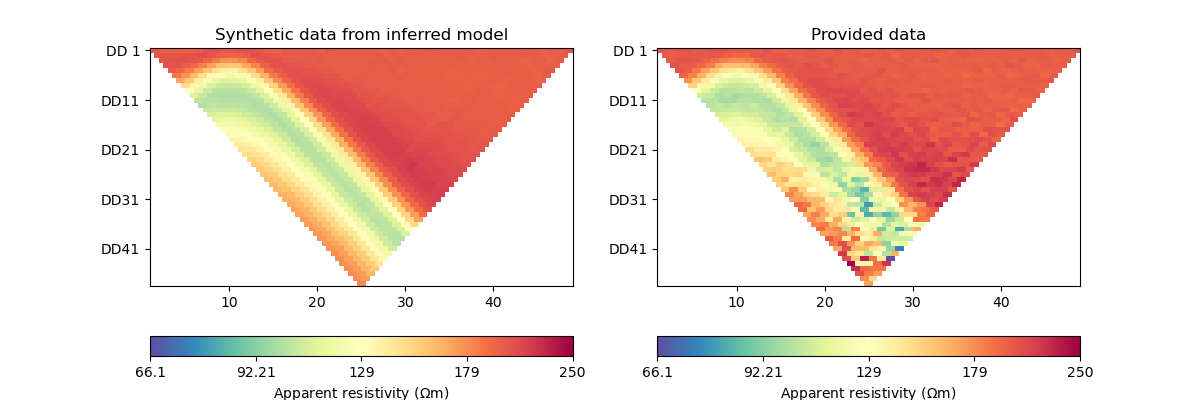 Synthetic data from inferred model
DD 1
DD11
DD21
DD31
DD41
10 20 30 40
66.1 92.21 129 179 250
Apparent resistivity (Ωm)
Provided data
DD 1
DD11
DD21
DD31
DD41
10 20 30 40
66.1 92.21 129 179 250
Apparent resistivity (Ωm)